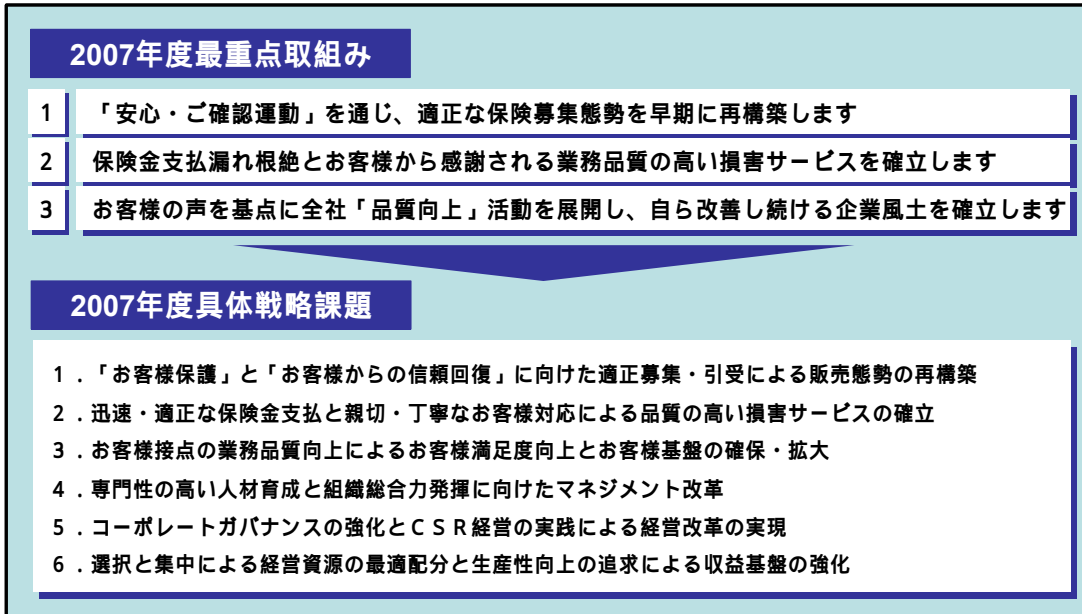 2007年度最重点取組み
1 「安心・ご確認運動」を通じ、適正な保険募集態勢を早期に再構築します
2 保険金支払漏れ根絶とお客様から感謝される業務品質の高い損害サービスを確立します
3 お客様の声を基点に全社「品質向上」活動を展開し、自ら改善し続ける企業風土を確立します
2007年度具体戦略課題
1．「お客様保護」と「お客様からの信頼回復」に向けた適正募集・引受による販売態勢の再構築
2．迅速・適正な保険金支払と親切・丁寧なお客様対応による品質の高い損害サービスの確立
3．お客様接点の業務品質向上によるお客様満足度向上とお客様基盤の確保・拡大
4．専門性の高い人材育成と組織総合力発揮に向けたマネジメント改革
5．コーポレートガバナンスの強化とＣＳＲ経営の実践による経営改革の実現
6．選択と集中による経営資源の最適配分と生産性向上の追求による収益基盤の強化